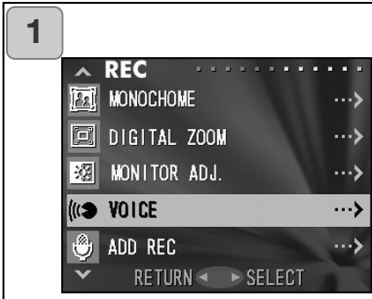 1
REC
MONOCHOME
DIGITAL ZOOM
MONITOR ADJ.
VOICE
ADD REC
RETURN SELECT